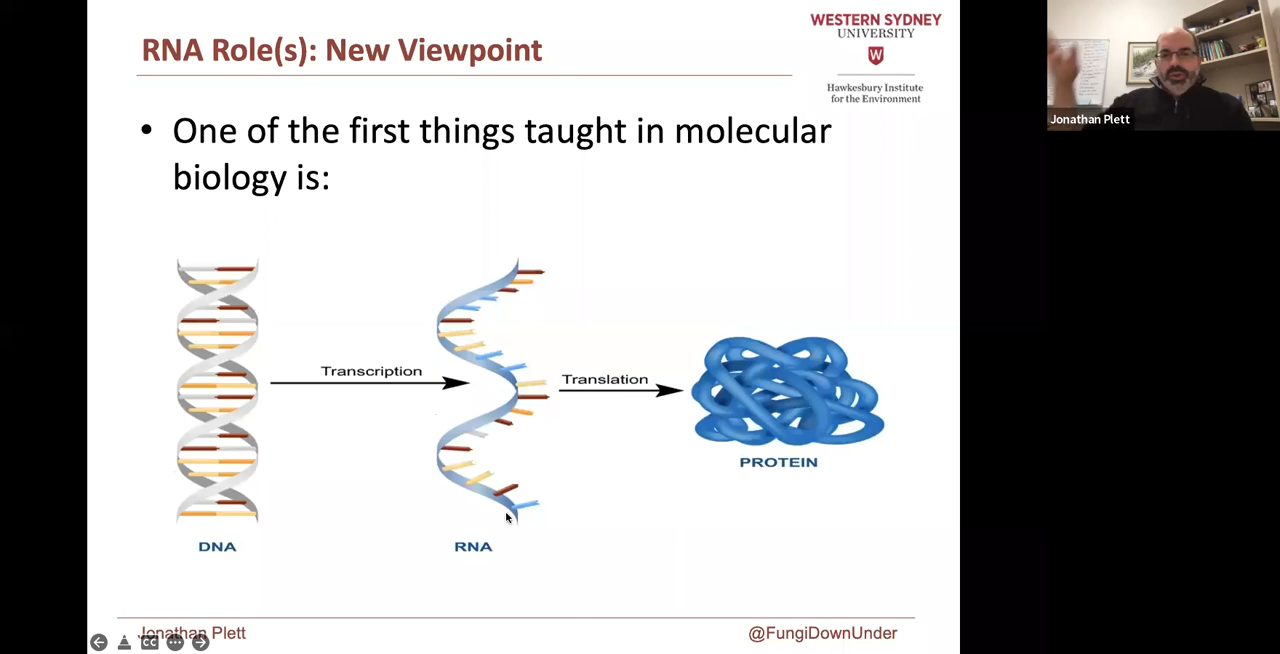 RNA Role(s): New Viewpoint
WESTERN SYDNEY
UNIVERSITY
W
Hawkesbury Institute
for the Environment
Jonathan Plett
• One of the first things taught in molecular
biology is:
Transcription
Translation
PROTEIN
DNA
RNA
Jonathan Plett
@FungiDownUnder
CC